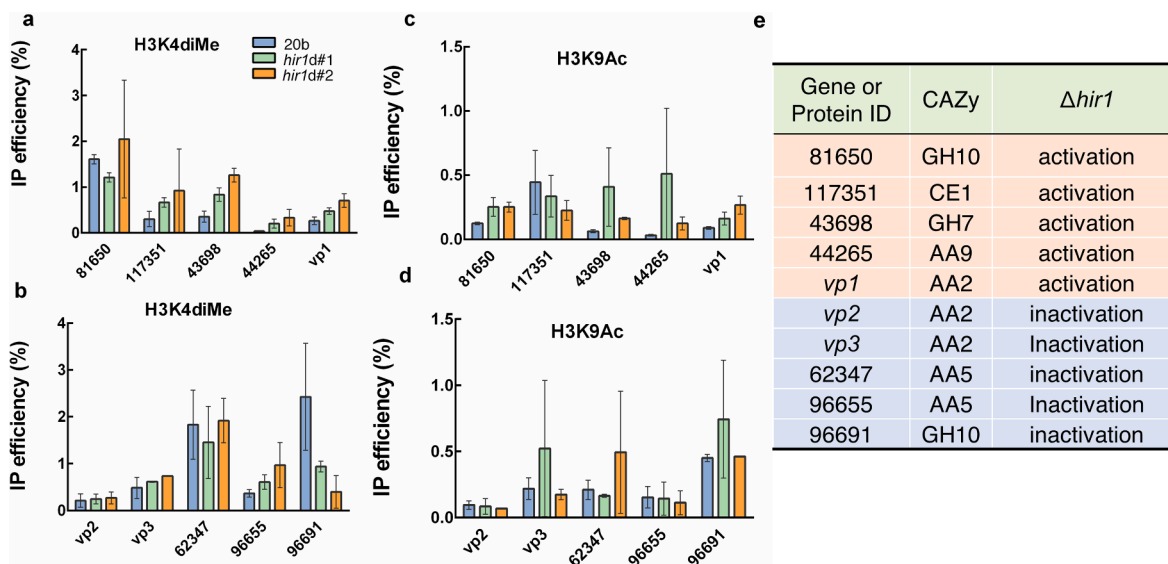 a
H3K4diMe
20b
hir1d#1
hir1d#2
IP efficiency (%)
4
3
2
1
0
81650
117351
43698
44265
vp1
b
H3K4diMe
IP efficiency (%)
4
3
2
1
0
vp2
vp3
62347
96655
96691
c
H3K9Ac
IP efficiency (%)
1.5
1.0
0.5
0.0
81650
117351
43698
44265
vp1
d
H3K9Ac
IP efficiency (%)
1.5
1.0
0.5
0.0
vp2
vp3
62347
96655
96691
e
Gene or Protein ID CAZy Δhir1
81650 GH10 activation
117351 CE1 activation
43698 GH7 activation
44265 AA9 activation
vp1 AA2 activation
vp2 AA2 inactivation
vp3 AA2 Inactivation
62347 AA5 inactivation
96655 AA5 Inactivation
96691 GH10 inactivation